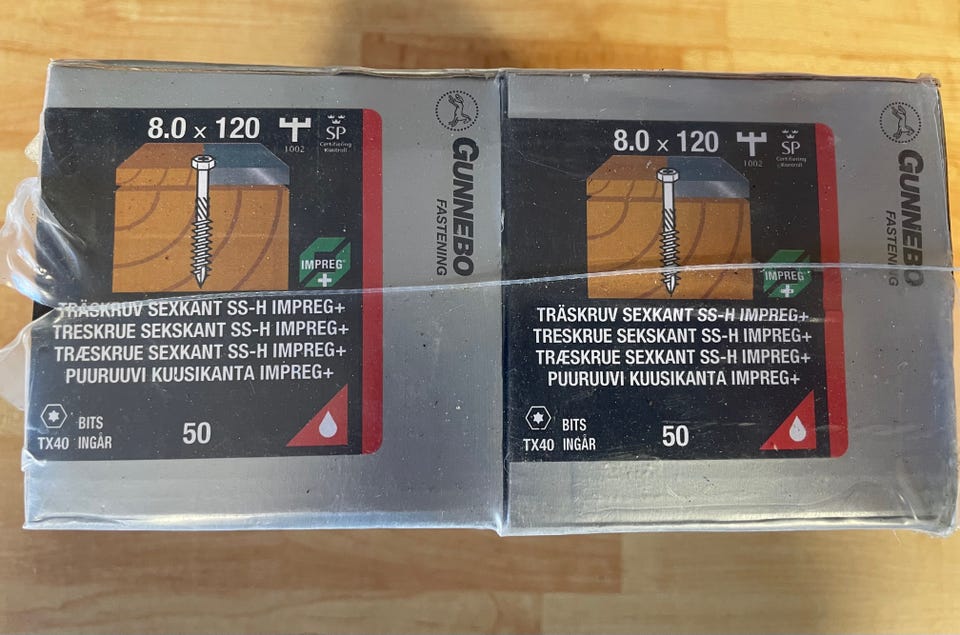 8.0 × 120
1002
SP
Certifiering
Kontroll
IMPREG
TRÄSKRUV SEXKANT SS-H IMPREG+
TRESKRUE SEKSKANT SS-H IMPREG+
TRÆSKRUE SEXKANT SS-H IMPREG+
PUURUUVI KUUSIKANTA IMPREG+
TX40
BITS
INGÅR
50
GUNNEBO
FASTENING
8.0 × 120
1002
SP
Certifiering
Kontroll
IMPREG
TRÄSKRUV SEXKANT SS-H IMPREG+
TRESKRUE SEKSKANT SS-H IMPREG+
TRÆSKRUE SEXKANT SS-H IMPREG+
PUURUUVI KUUSIKANTA IMPREG+
TX40
BITS
INGÅR
50
GUNNEBO
FASTENING